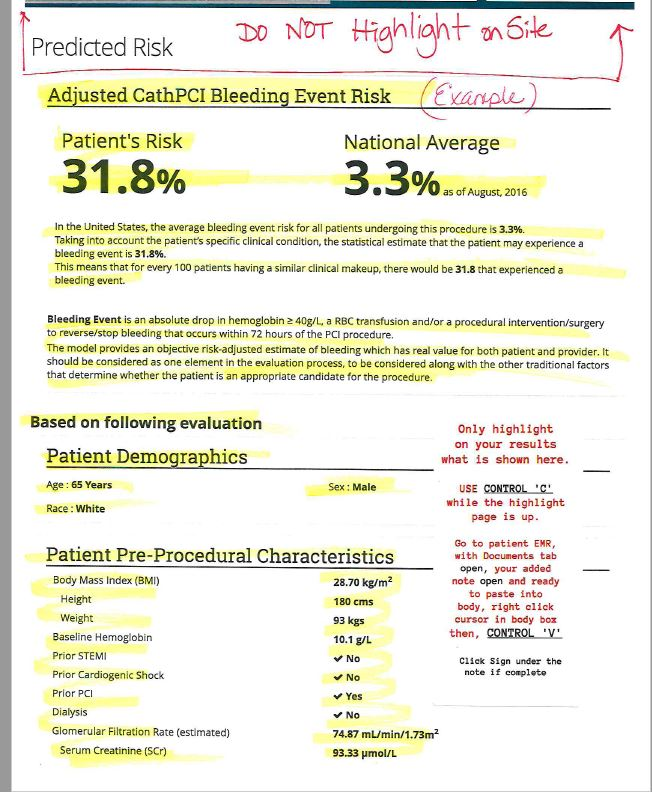 DO NOT Highlight on Site
Predicted Risk
Adjusted CathPCI Bleeding Event Risk (Example)
Patient's Risk
31.8%
National Average
3.3% as of August, 2016
In the United States, the average bleeding event risk for all patients undergoing this procedure is 3.3%.
Taking into account the patient's specific clinical condition, the statistical estimate that the patient may experience a
bleeding event is 31.8%.
This means that for every 100 patients having a similar clinical makeup, there would be 31.8 that experienced a
bleeding event.
Bleeding Event is an absolute drop in hemoglobin ≥ 40g/L, a RBC transfusion and/or a procedural intervention/surgery
to reverse/stop bleeding that occurs within 72 hours of the PCI procedure.
The model provides an objective risk-adjusted estimate of bleeding which has real value for both patient and provider. It
should be considered as one element in the evaluation process, to be considered along with the other traditional factors
that determine whether the patient is an appropriate candidate for the procedure.
Based on following evaluation
Patient Demographics
Age : 65 Years
Sex : Male
Race : White
Patient Pre-Procedural Characteristics
Body Mass Index (BMI) 28.70 kg/m²
Height 180 cms
Weight 93 kgs
Baseline Hemoglobin 10.1 g/L
Prior STEMI ✔ No
Prior Cardiogenic Shock ✔ No
Prior PCI ✔ Yes
Dialysis ✔ No
Glomerular Filtration Rate (estimated) 74.87 mL/min/1.73m²
Serum Creatinine (SCr) 93.33 µmol/L
Only highlight
on your results
what is shown here.
USE CONTROL 'C'
while the highlight
page is up.
Go to patient EMR,
with Documents tab
open, your added
note open and ready
to paste into
body, right click
cursor in body box
then, CONTROL 'V'
Click Sign under the
note if complete